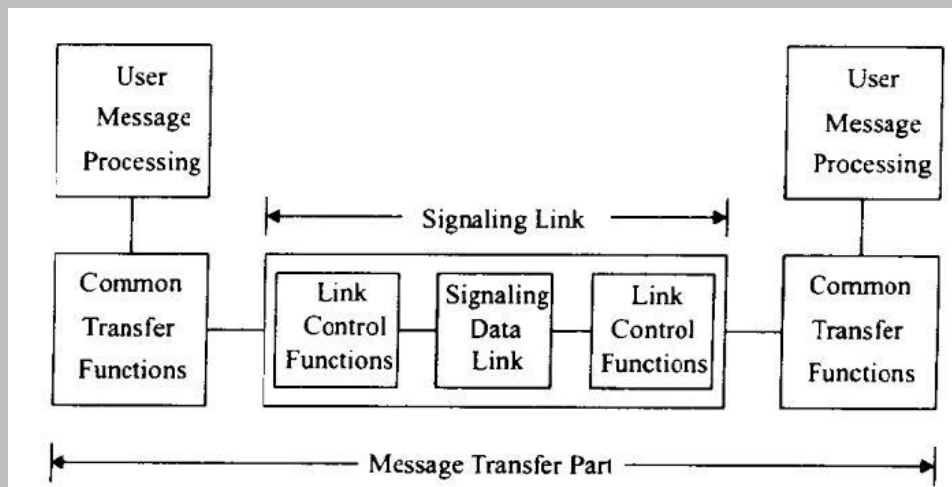 User
Message
Processing
User
Message
Processing
Signaling Link
Common
Transfer
Functions
Link
Control
Functions
Signaling
Data
Link
Link
Control
Functions
Common
Transfer
Functions
Message Transfer Part